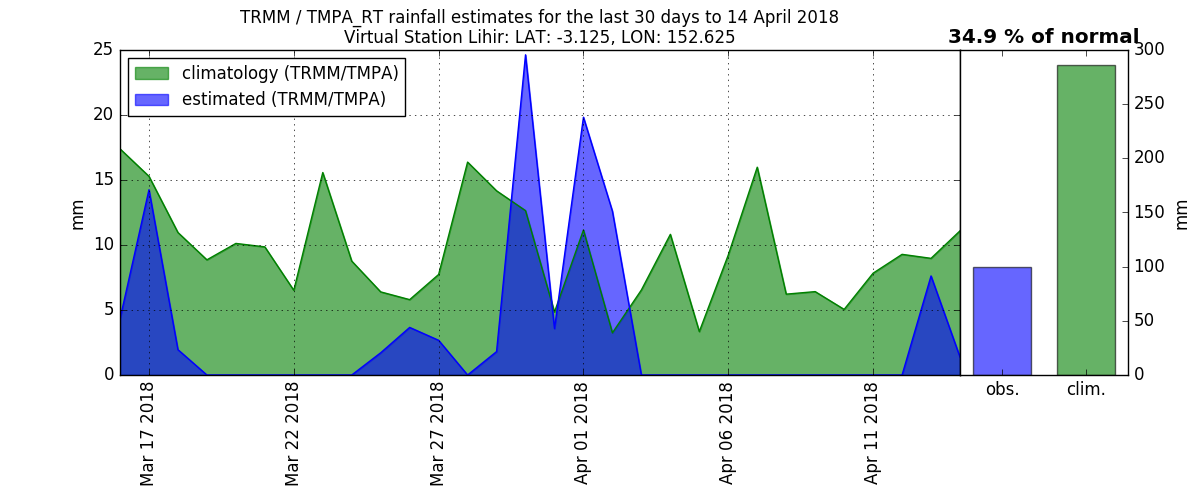 TRMM / TMPA_RT rainfall estimates for the last 30 days to 14 April 2018
Virtual Station Lihir: LAT: -3.125, LON: 152.625
34.9 % of normal
climatology (TRMM/TMPA)
estimated (TRMM/TMPA)
25
20
15
10
5
0
mm
Mar 17 2018
Mar 22 2018
Mar 27 2018
Apr 01 2018
Apr 06 2018
Apr 11 2018
obs.
clim.
300
250
200
150
100
50
0
mm